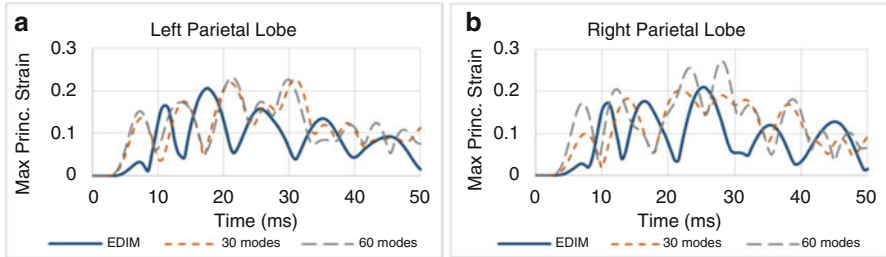 a
Left Parietal Lobe
Max Princ. Strain
0.3
0.2
0.1
0
0 10 20 30 40 50
Time (ms)
EDIM 30 modes 60 modes
b
Right Parietal Lobe
Max Princ. Strain
0.3
0.2
0.1
0
0 10 20 30 40 50
Time (ms)
EDIM 30 modes 60 modes